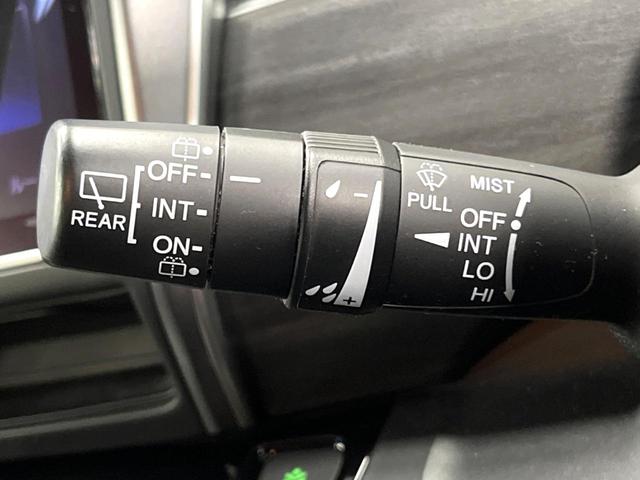 REAR
OFF
INT
ON
− 
+
PULL
MIST
OFF
INT
LO
HI